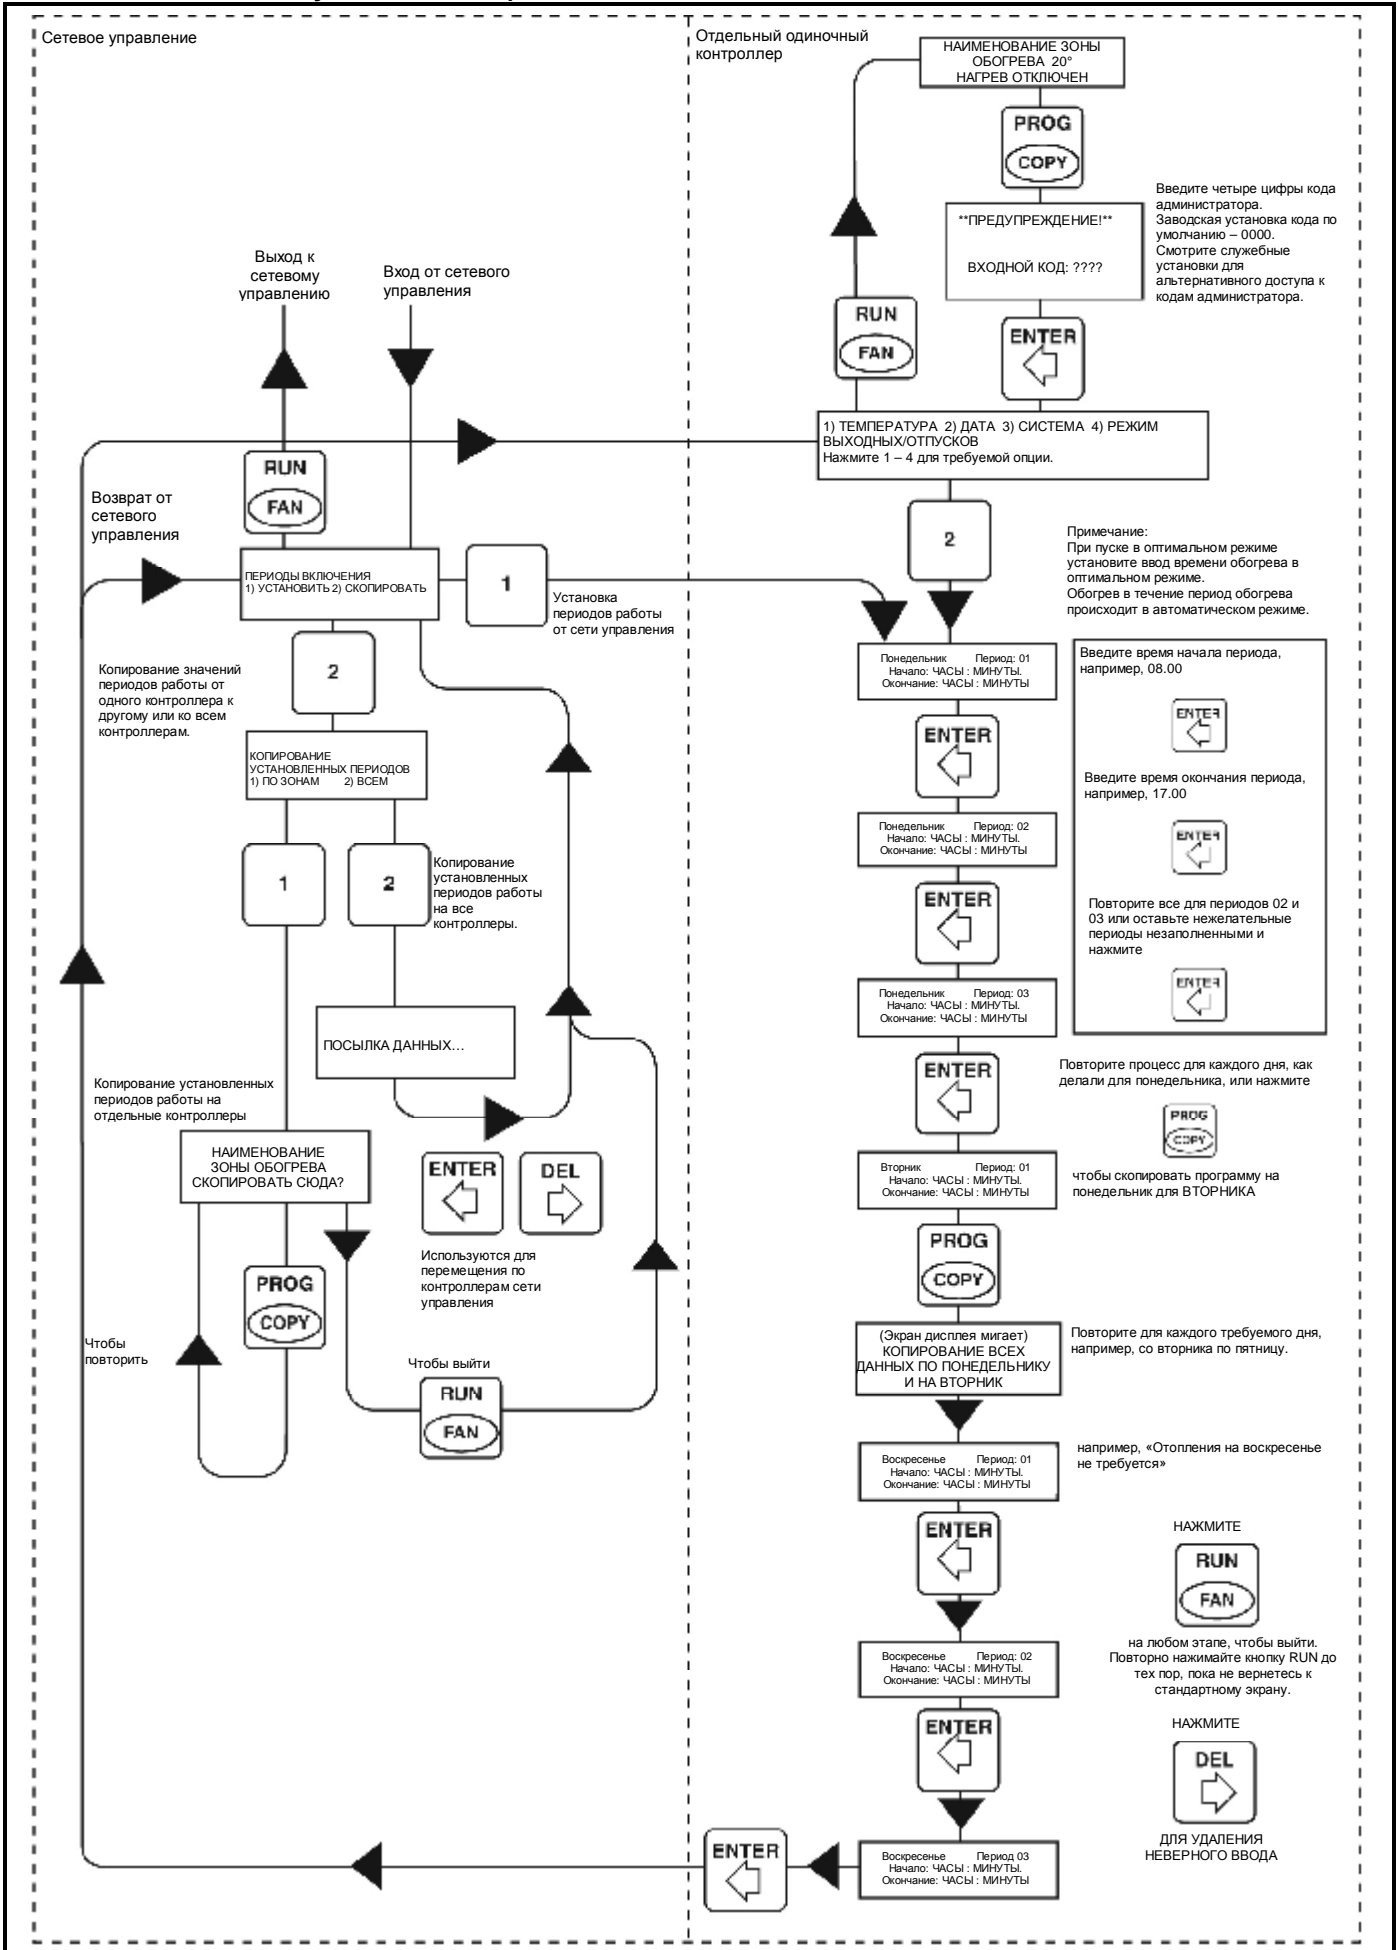 Сетевое управление
Отдельный одиночный
контроллер
НАИМЕНОВАНИЕ ЗОНЫ
ОБОГРЕВА 20°
НАГРЕВ ОТКЛЮЧЕН
PROG
COPY
Введите четыре цифры кода
администратора.
Заводская установка кода по
умолчанию – 0000.
Смотрите служебные
установки для
альтернативного доступа к
кодам администратора.
**ПРЕДУПРЕЖДЕНИЕ!**
ВХОДНОЙ КОД: ????
Выход к
сетевому
управлению
Вход от сетевого
управления
RUN
FAN
ENTER
1) ТЕМПЕРАТУРА 2) ДАТА 3) СИСТЕМА 4) РЕЖИМ
ВЫХОДНЫХ/ОТПУСКОВ
Нажмите 1 – 4 для требуемой опции.
RUN
FAN
Возврат от
сетевого
управления
2
Примечание:
При пуске в оптимальном режиме
установите ввод времени обогрева в
оптимальном режиме.
Обогрев в течение период обогрева
происходит в автоматическом режиме.
ПЕРИОДЫ ВКЛЮЧЕНИЯ
1) УСТАНОВИТЬ 2) СКОПИРОВАТЬ
1
Установка
периодов работы
от сети управления
2
Копирование значений
периодов работы от
одного контроллера к
другому или ко всем
контроллерам.
Понедельник Период: 01
Начало: ЧАСЫ : МИНУТЫ.
Окончание: ЧАСЫ : МИНУТЫ
Введите время начала периода,
например, 08.00
ENTER
ENTER
КОПИРОВАНИЕ
УСТАНОВЛЕННЫХ ПЕРИОДОВ
1) ПО ЗОНАМ 2) ВСЕМ
Введите время окончания периода,
например, 17.00
ENTER
Понедельник Период: 02
Начало: ЧАСЫ : МИНУТЫ.
Окончание: ЧАСЫ : МИНУТЫ
1
2
Копирование
установленных
периодов работы
на все
контроллеры.
ENTER
Повторите все для периодов 02 и
03 или оставьте нежелательные
периоды незаполненными и
нажмите
ENTER
Понедельник Период: 03
Начало: ЧАСЫ : МИНУТЫ.
Окончание: ЧАСЫ : МИНУТЫ
ПОСЫЛКА ДАННЫХ…
ENTER
Повторите процесс для каждого дня, как
делали для понедельника, или нажмите
PROG
COPY
чтобы скопировать программу на
понедельник для ВТОРНИКА
Копирование установленных
периодов работы на
отдельные контроллеры
НАИМЕНОВАНИЕ
ЗОНЫ ОБОГРЕВА
СКОПИРОВАТЬ СЮДА?
ENTER
DEL
Используются для
перемещения по
контроллерам сети
управления
Вторник Период: 01
Начало: ЧАСЫ : МИНУТЫ.
Окончание: ЧАСЫ : МИНУТЫ
PROG
COPY
PROG
COPY
Чтобы
повторить
Чтобы выйти
RUN
FAN
(Экран дисплея мигает)
КОПИРОВАНИЕ ВСЕХ
ДАННЫХ ПО ПОНЕДЕЛЬНИКУ
И НА ВТОРНИК
Повторите для каждого требуемого дня,
например, со вторника по пятницу.
Воскресенье Период: 01
Начало: ЧАСЫ : МИНУТЫ.
Окончание: ЧАСЫ : МИНУТЫ
например, «Отопления на воскресенье
не требуется»
ENTER
НАЖМИТЕ
RUN
FAN
на любом этапе, чтобы выйти.
Повторно нажимайте кнопку RUN до
тех пор, пока не вернетесь к
стандартному экрану.
Воскресенье Период: 02
Начало: ЧАСЫ : МИНУТЫ.
Окончание: ЧАСЫ : МИНУТЫ
ENTER
НАЖМИТЕ
DEL
ДЛЯ УДАЛЕНИЯ
НЕВЕРНОГО ВВОДА
ENTER
Воскресенье Период 03
Начало: ЧАСЫ : МИНУТЫ.
Окончание: ЧАСЫ : МИНУТЫ